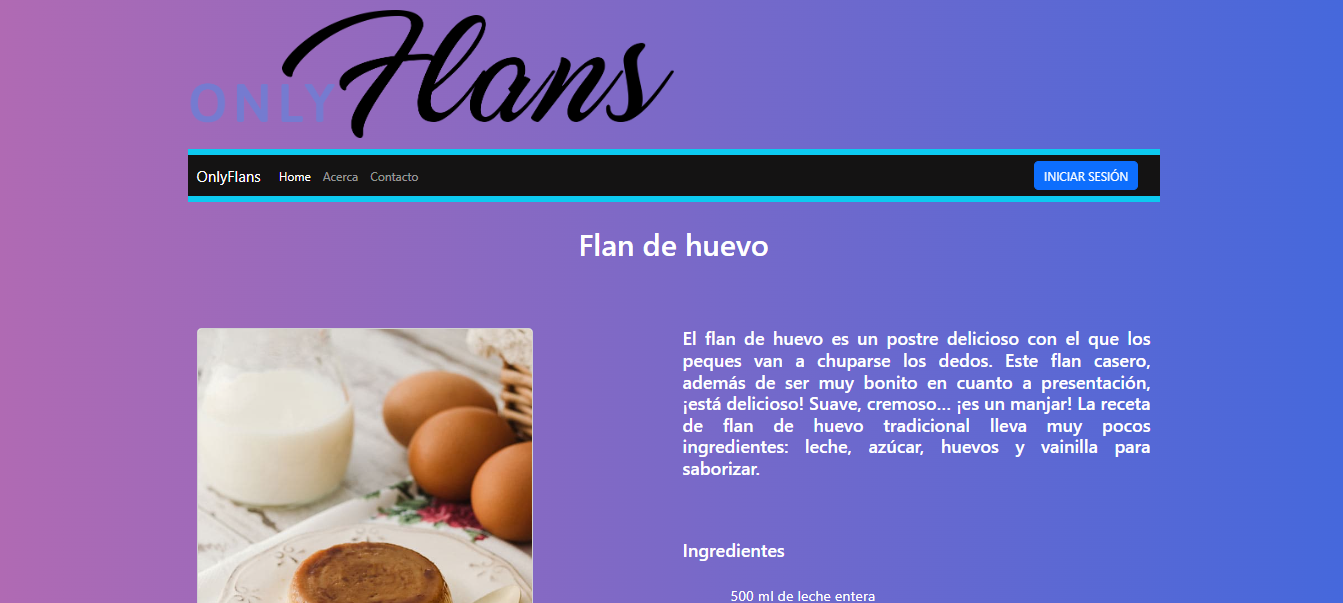 ONLY Flans
OnlyFlans Home Acerca Contacto INICIAR SESIÓN
Flan de huevo
El flan de huevo es un postre delicioso con el que los
peques van a chuparse los dedos. Este flan casero,
además de ser muy bonito en cuanto a presentación,
¡está delicioso! Suave, cremoso... ¡es un manjar! La receta
de flan de huevo tradicional lleva muy pocos
ingredientes: leche, azúcar, huevos y vainilla para
saborizar.
Ingredientes
500 ml de leche entera